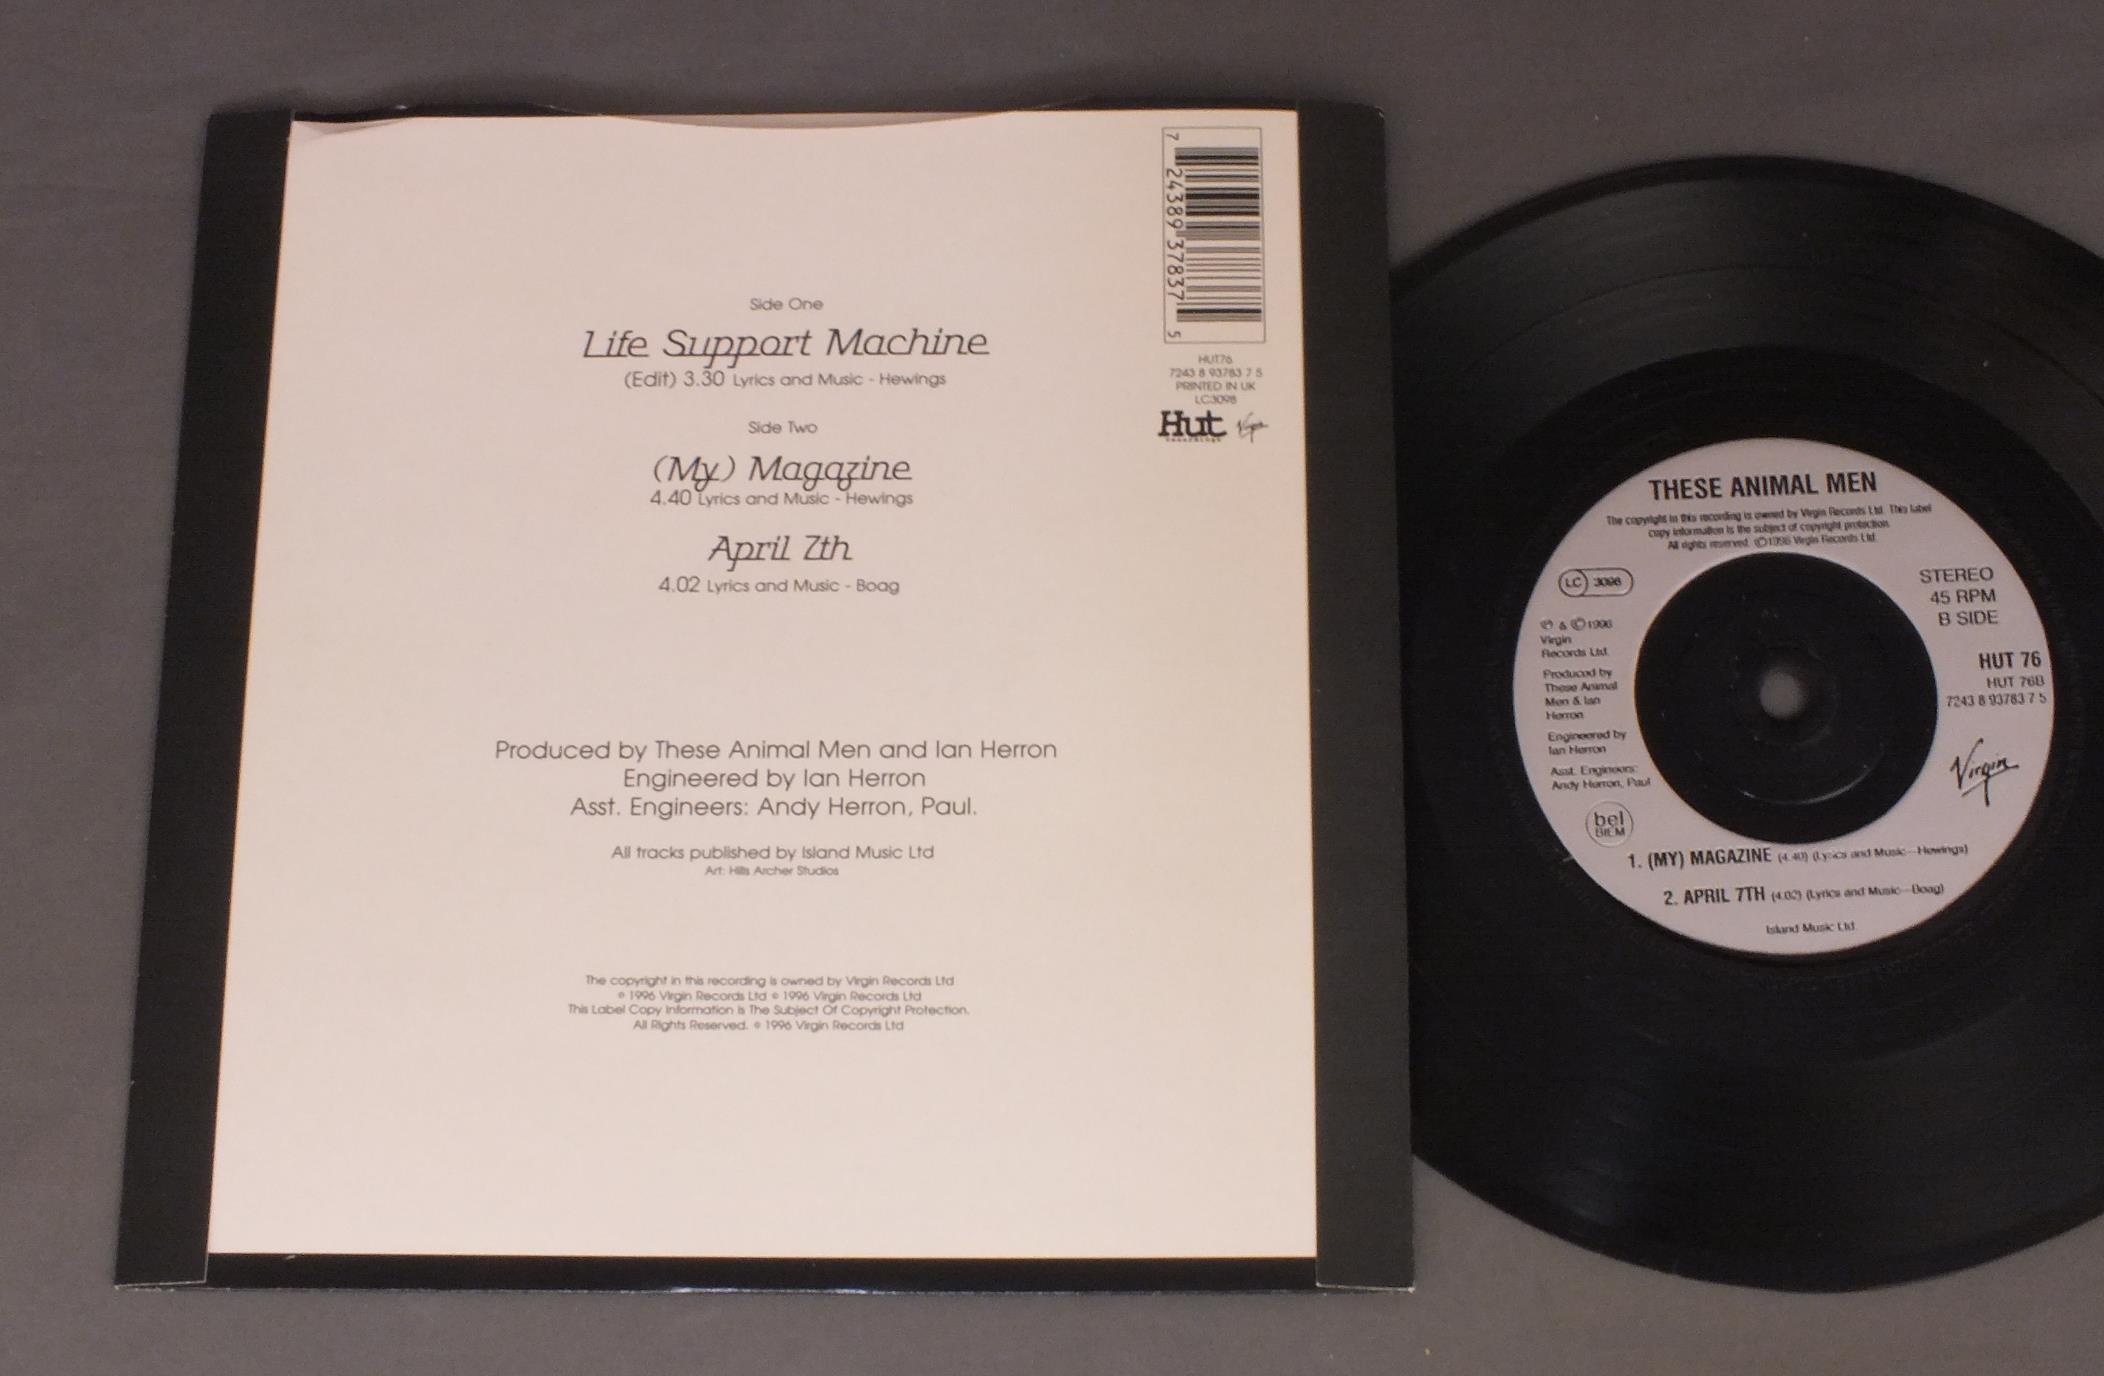 Side One
Life Support Machine
(Edit) 3.30 Lyrics and Music - Hewings
Side Two
(My) Magazine
4.40 Lyrics and Music - Hewings
April 7th
4.02 Lyrics and Music - Boag
Produced by These Animal Men and Ian Herron
Engineered by Ian Herron
Asst. Engineers: Andy Herron, Paul.
All tracks published by Island Music Ltd
Art: Hills Archer Studios
The copyright in this recording is owned by Virgin Records Ltd
℗ 1996 Virgin Records Ltd © 1996 Virgin Records Ltd
This Label Copy Information Is The Subject Of Copyright Protection.
All Rights Reserved. © 1996 Virgin Records Ltd
7 24389 37837 5
HUT76
7243 8 93783 7 5
PRINTED IN UK
LC3098
Hut
recordings
Virgin
THESE ANIMAL MEN
The copyright in this recording is owned by Virgin Records Ltd. This label
copy information is the subject of copyright protection.
All rights reserved. ©1996 Virgin Records Ltd.
LC 3098
℗ & ©1996
Virgin
Records Ltd.
Produced by
These Animal
Men & Ian
Herron
Engineered by
Ian Herron
Asst. Engineers:
Andy Herron, Paul
bel
BIEM
STEREO
45 RPM
B SIDE
HUT 76
HUT 76B
7243 8 93783 7 5
Virgin
1. (MY) MAGAZINE (4.40) (Lyrics and Music—Hewings)
2. APRIL 7TH (4.02) (Lyrics and Music—Boag)
Island Music Ltd.